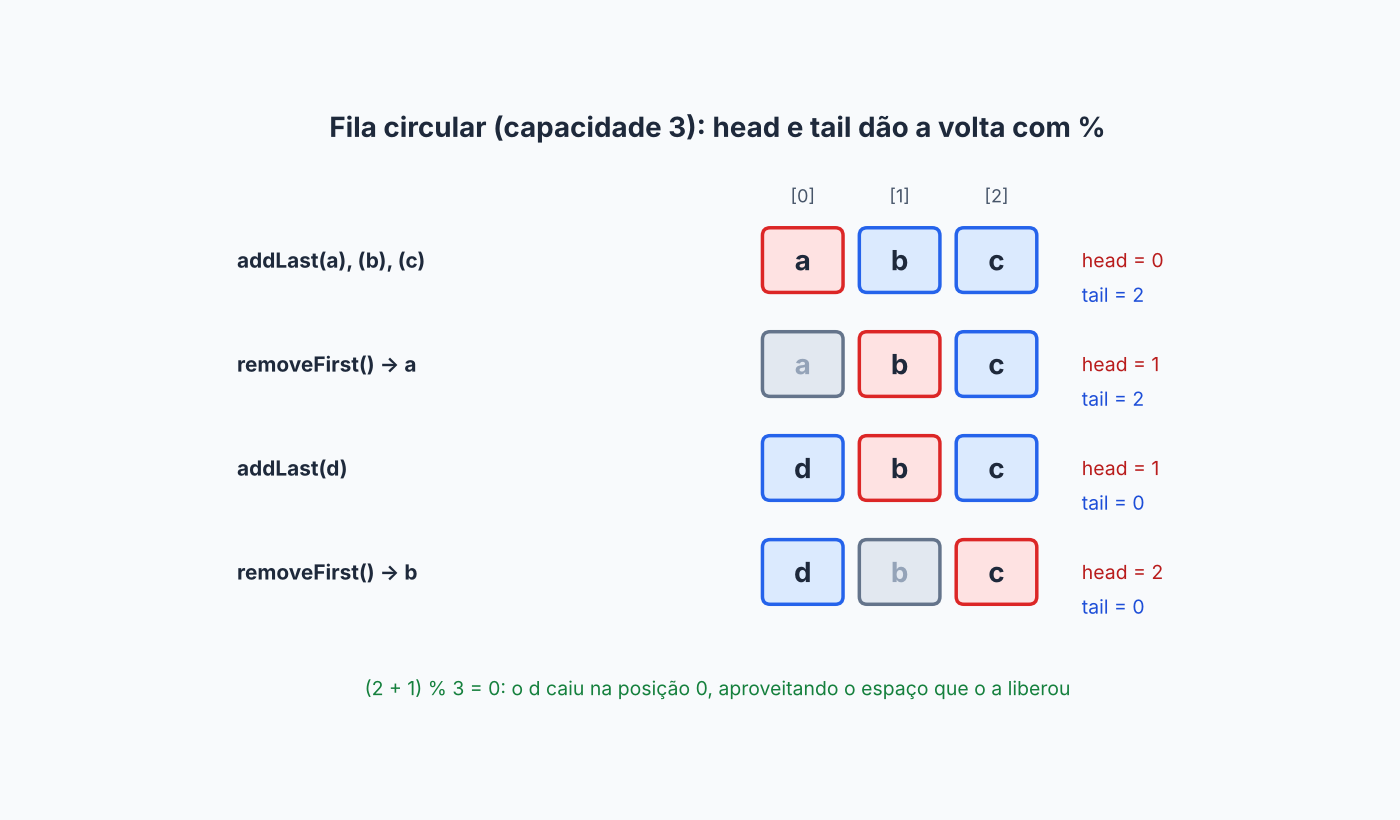 Fila circular (capacidade 3): head e tail dão a volta com %
[0] [1] [2]
addLast(a), (b), (c) a b c head = 0
tail = 2
removeFirst() → a a b c head = 1
tail = 2
addLast(d) d b c head = 1
tail = 0
removeFirst() → b d b c head = 2
tail = 0
(2 + 1) % 3 = 0: o d caiu na posição 0, aproveitando o espaço que o a liberou